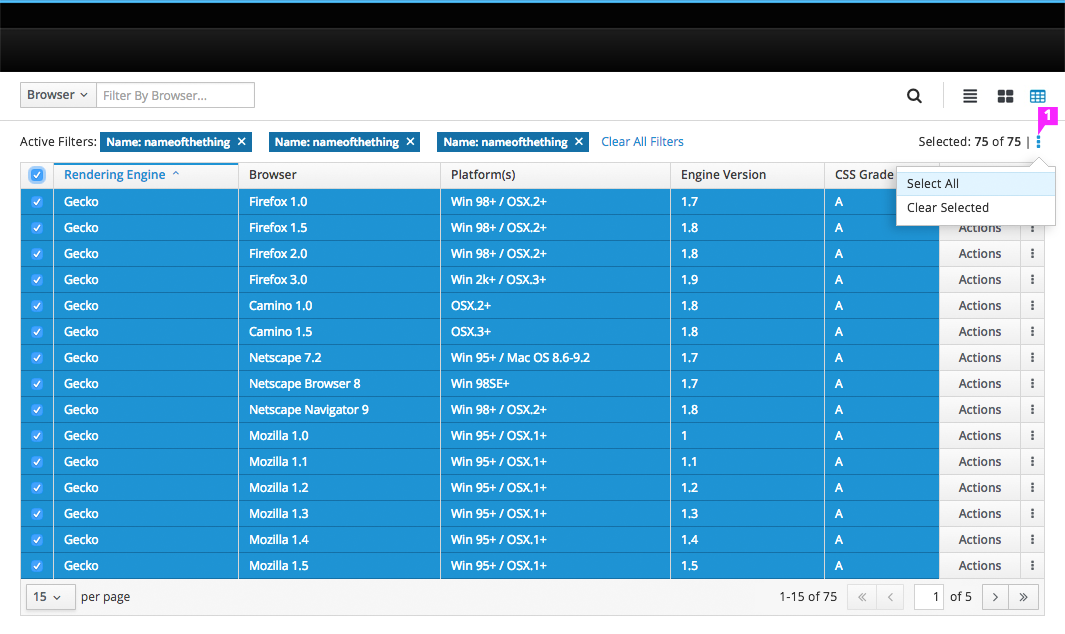 Browser Filter By Browser...
1
Active Filters: Name: nameofthething × Name: nameofthething × Name: nameofthething × Clear All Filters Selected: 75 of 75 |
Select All
Clear Selected
Rendering Engine Browser Platform(s) Engine Version CSS Grade
Gecko Firefox 1.0 Win 98+ / OSX.2+ 1.7 A
Gecko Firefox 1.5 Win 98+ / OSX.2+ 1.8 A Actions
Gecko Firefox 2.0 Win 98+ / OSX.2+ 1.8 A Actions
Gecko Firefox 3.0 Win 2k+ / OSX.3+ 1.9 A Actions
Gecko Camino 1.0 OSX.2+ 1.8 A Actions
Gecko Camino 1.5 OSX.3+ 1.8 A Actions
Gecko Netscape 7.2 Win 95+ / Mac OS 8.6-9.2 1.7 A Actions
Gecko Netscape Browser 8 Win 98SE+ 1.7 A Actions
Gecko Netscape Navigator 9 Win 98+ / OSX.2+ 1.8 A Actions
Gecko Mozilla 1.0 Win 95+ / OSX.1+ 1 A Actions
Gecko Mozilla 1.1 Win 95+ / OSX.1+ 1.1 A Actions
Gecko Mozilla 1.2 Win 95+ / OSX.1+ 1.2 A Actions
Gecko Mozilla 1.3 Win 95+ / OSX.1+ 1.3 A Actions
Gecko Mozilla 1.4 Win 95+ / OSX.1+ 1.4 A Actions
Gecko Mozilla 1.5 Win 95+ / OSX.1+ 1.5 A Actions
15 per page 1-15 of 75 « < 1 of 5 > »